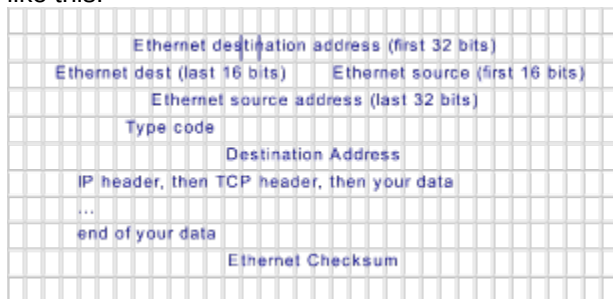 like this:
Ethernet destination address (first 32 bits)
Ethernet dest (last 16 bits) Ethernet source (first 16 bits)
Ethernet source address (last 32 bits)
Type code
Destination Address
IP header, then TCP header, then your data
...
end of your data
Ethernet Checksum